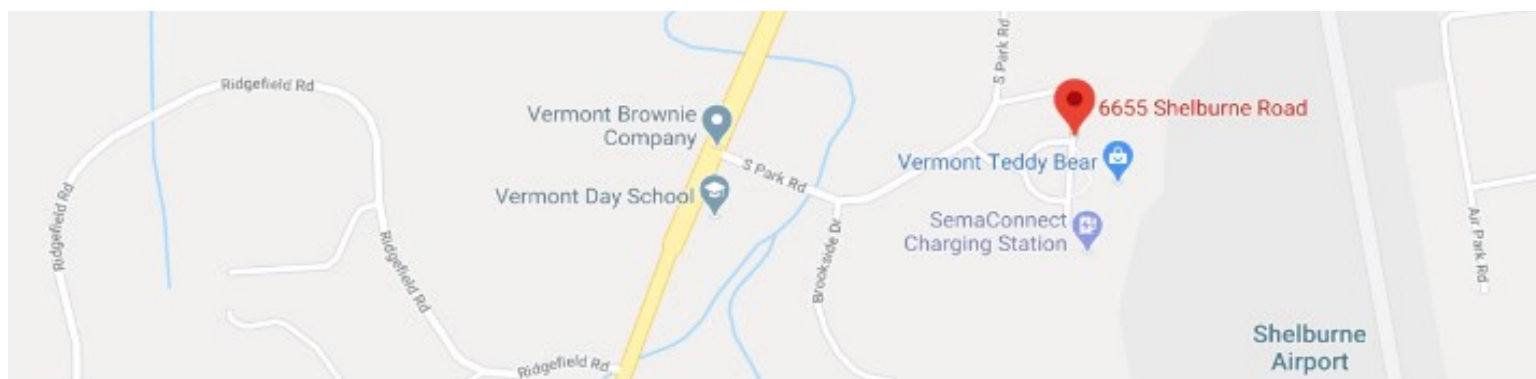 S Park Rd
Ridgefield Rd
6655 Shelburne Road
Vermont Brownie
Company
Vermont Teddy Bear
S Park Rd
Vermont Day School
Ridgefield Rd
SemaConnect
Charging Station
Ridgefield Rd
Brookside Dr
Air Park Rd
Shelburne
Airport
Ridgefield Rd